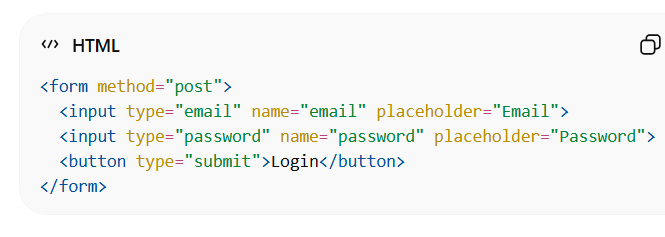 </> HTML
<form method="post">
<input type="email" name="email" placeholder="Email">
<input type="password" name="password" placeholder="Password">
<button type="submit">Login</button>
</form>